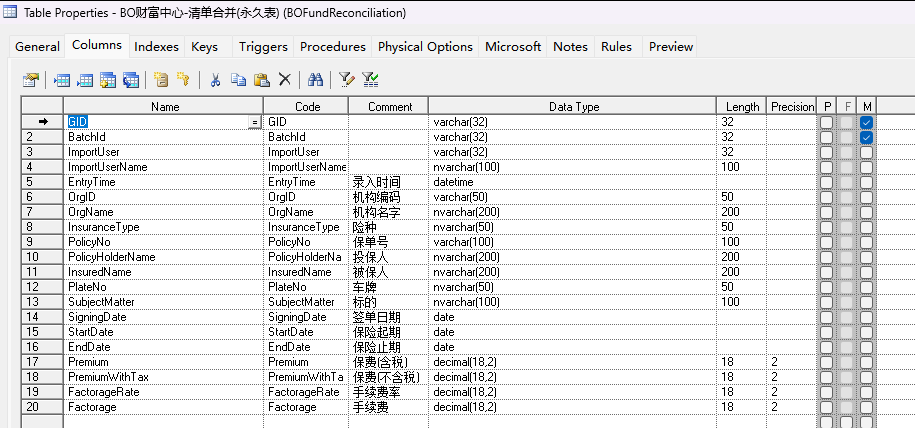 Table Properties - BO财富中心-清单合并(永久表) (BOFundReconciliation)
General Columns Indexes Keys Triggers Procedures Physical Options Microsoft Notes Rules Preview
Name Code Comment Data Type Length Precision P F M
GID = GID varchar(32) 32
2 BatchId BatchId varchar(32) 32
3 ImportUser ImportUser varchar(32) 32
4 ImportUserName ImportUserName nvarchar(100) 100
5 EntryTime EntryTime 录入时间 datetime
6 OrgID OrgID 机构编码 varchar(50) 50
7 OrgName OrgName 机构名字 nvarchar(200) 200
8 InsuranceType InsuranceType 险种 nvarchar(50) 50
9 PolicyNo PolicyNo 保单号 varchar(100) 100
10 PolicyHolderName PolicyHolderNa 投保人 nvarchar(200) 200
11 InsuredName InsuredName 被保人 nvarchar(200) 200
12 PlateNo PlateNo 车牌 nvarchar(50) 50
13 SubjectMatter SubjectMatter 标的 nvarchar(100) 100
14 SigningDate SigningDate 签单日期 date
15 StartDate StartDate 保险起期 date
16 EndDate EndDate 保险止期 date
17 Premium Premium 保费(含税) decimal(18,2) 18 2
18 PremiumWithTax PremiumWithTa 保费(不含税) decimal(18,2) 18 2
19 FactorageRate FactorageRate 手续费率 decimal(18,2) 18 2
20 Factorage Factorage 手续费 decimal(18,2) 18 2